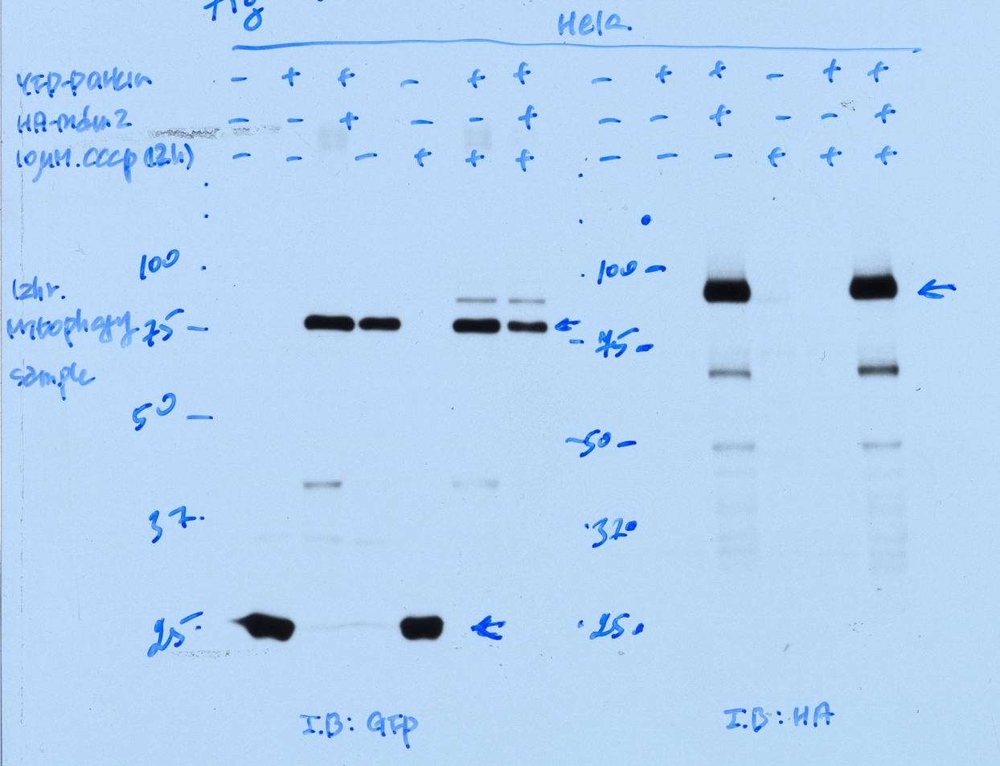 Hela.
YFP-parkin - + + - + + - + + - + +
HA-mdm2 - - + - - + - - + - - +
10μM. CCCP (12h) - - - + + + - - - + + +
100 . . 100 -
12hr.
mitophagy 75 - ← - 75 -
sample
50 - -50 -
37. .37
25. ← .25.
I.B: GFP I.B: HA